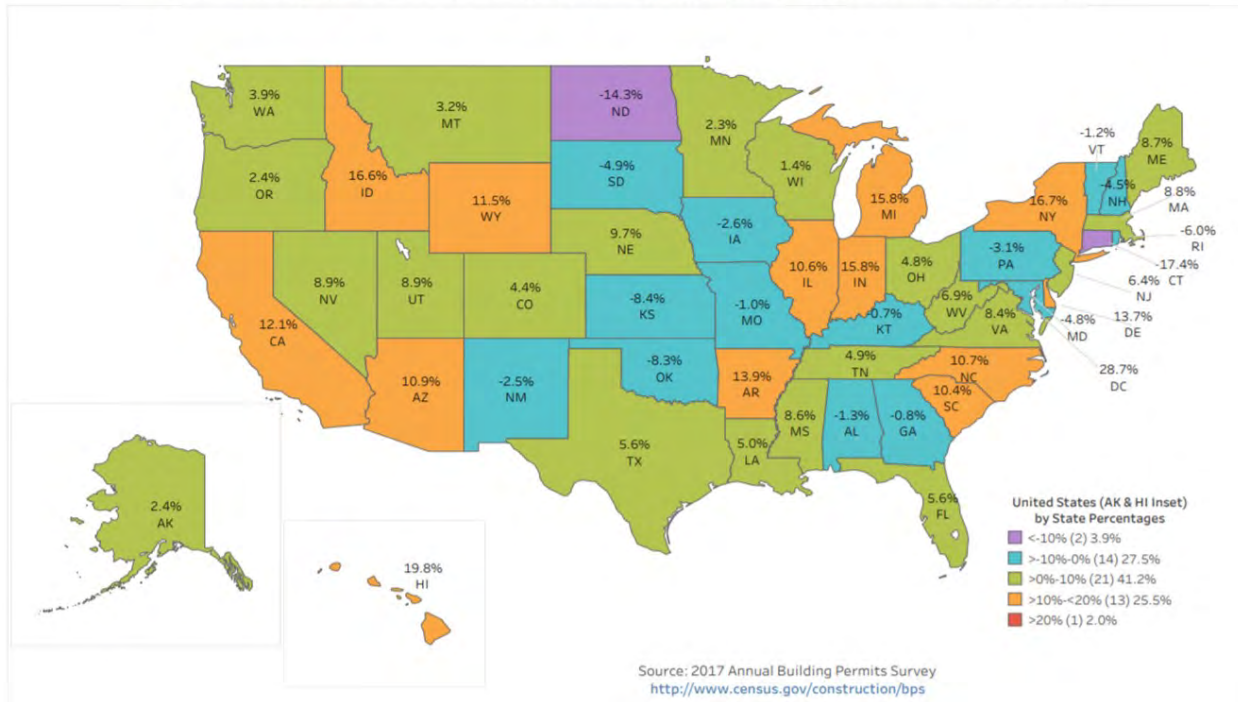 3.9%
WA
3.2%
MT
-14.3%
ND
2.3%
MN
-1.2%
VT
8.7%
ME
2.4%
OR
16.6%
ID
-4.9%
SD
1.4%
WI
-4.5%
NH
8.8%
MA
11.5%
WY
15.8%
MI
16.7%
NY
-6.0%
RI
-2.6%
IA
9.7%
NE
-3.1%
PA
-17.4%
CT
8.9%
NV
8.9%
UT
4.4%
CO
10.6%
IL
15.8%
IN
4.8%
OH
6.4%
NJ
-8.4%
KS
-1.0%
MO
6.9%
WV
8.4%
VA
-4.8%
MD
13.7%
DE
-0.7%
KT
12.1%
CA
4.9%
TN
10.7%
NC
28.7%
DC
10.9%
AZ
-2.5%
NM
-8.3%
OK
13.9%
AR
10.4%
SC
8.6%
MS
-1.3%
AL
-0.8%
GA
5.6%
TX
5.0%
LA
5.6%
FL
2.4%
AK
19.8%
HI
United States (AK & HI Inset)
by State Percentages
<-10% (2) 3.9%
>-10%-0% (14) 27.5%
>0%-10% (21) 41.2%
>10%-<20% (13) 25.5%
>20% (1) 2.0%
Source: 2017 Annual Building Permits Survey
http://www.census.gov/construction/bps